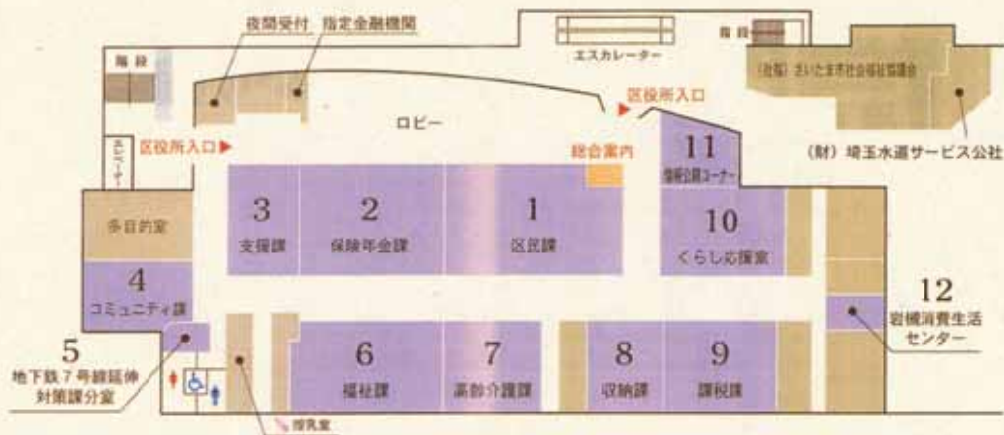 夜間受付
指定金融機関
階段
エスカレーター
階段
(社福)さいたま市社会福祉協議会
エレベーター
区役所入口
ロビー
区役所入口
総合案内
(財)埼玉水道サービス公社
11
情報公開コーナー
多目的室
3
支援課
2
保険年金課
1
区民課
10
くらし応援室
4
コミュニティ課
12
岩槻消費生活
センター
5
地下鉄7号線延伸
対策課分室
6
福祉課
7
高齢介護課
8
収納課
9
課税課
授乳室